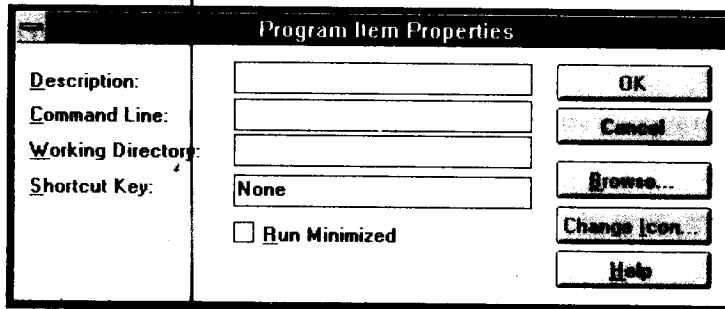 Program Item Properties
Description:
Command Line:
Working Directory:
Shortcut Key: None
Run Minimized
OK
Cancel
Browse...
Change Icon...
Help